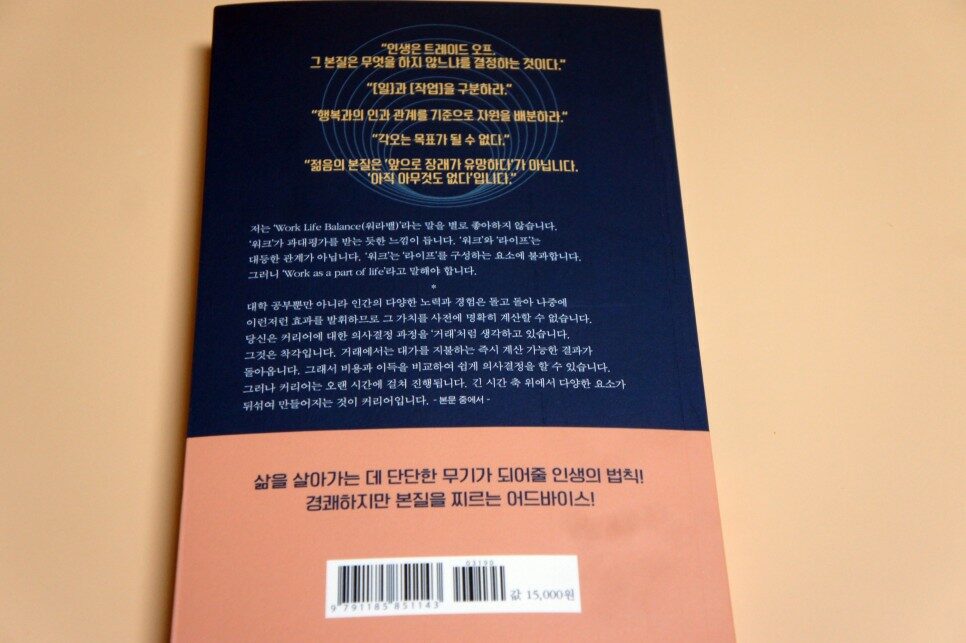 “인생은 트레이드 오프,
그 본질은 무엇을 하지 않느냐를 결정하는 것이다.”
“[일]과 [작업]을 구분하라.”
“행복과의 인과 관계를 기준으로 자원을 배분하라.”
“각오는 목표가 될 수 없다.”
“젊음의 본질은 ‘앞으로 장래가 유망하다’가 아닙니다.
‘아직 아무것도 없다’입니다.”
저는 ‘Work Life Balance(워라밸)’라는 말을 별로 좋아하지 않습니다.
‘워크’가 과대평가를 받는 듯한 느낌이 듭니다. ‘워크’와 ‘라이프’는
대등한 관계가 아닙니다. ‘워크’는 ‘라이프’를 구성하는 요소에 불과합니다.
그러니 ‘Work as a part of life’라고 말해야 합니다.
*
대학 공부뿐만 아니라 인간의 다양한 노력과 경험은 돌고 돌아 나중에
이런저런 효과를 발휘하므로 그 가치를 사전에 명확히 계산할 수 없습니다.
당신은 커리어에 대한 의사결정 과정을 ‘거래’처럼 생각하고 있습니다.
그것은 착각입니다. 거래에서는 대가를 지불하는 즉시 계산 가능한 결과가
돌아옵니다. 그래서 비용과 이득을 비교하여 쉽게 의사결정을 할 수 있습니다.
그러나 커리어는 오랜 시간에 걸쳐 진행됩니다. 긴 시간 축 위에서 다양한 요소가
뒤섞여 만들어지는 것이 커리어입니다. - 본문 중에서 -
삶을 살아가는 데 단단한 무기가 되어줄 인생의 법칙!
경쾌하지만 본질을 찌르는 어드바이스!
03190
9 791185 851143
값 15,000원